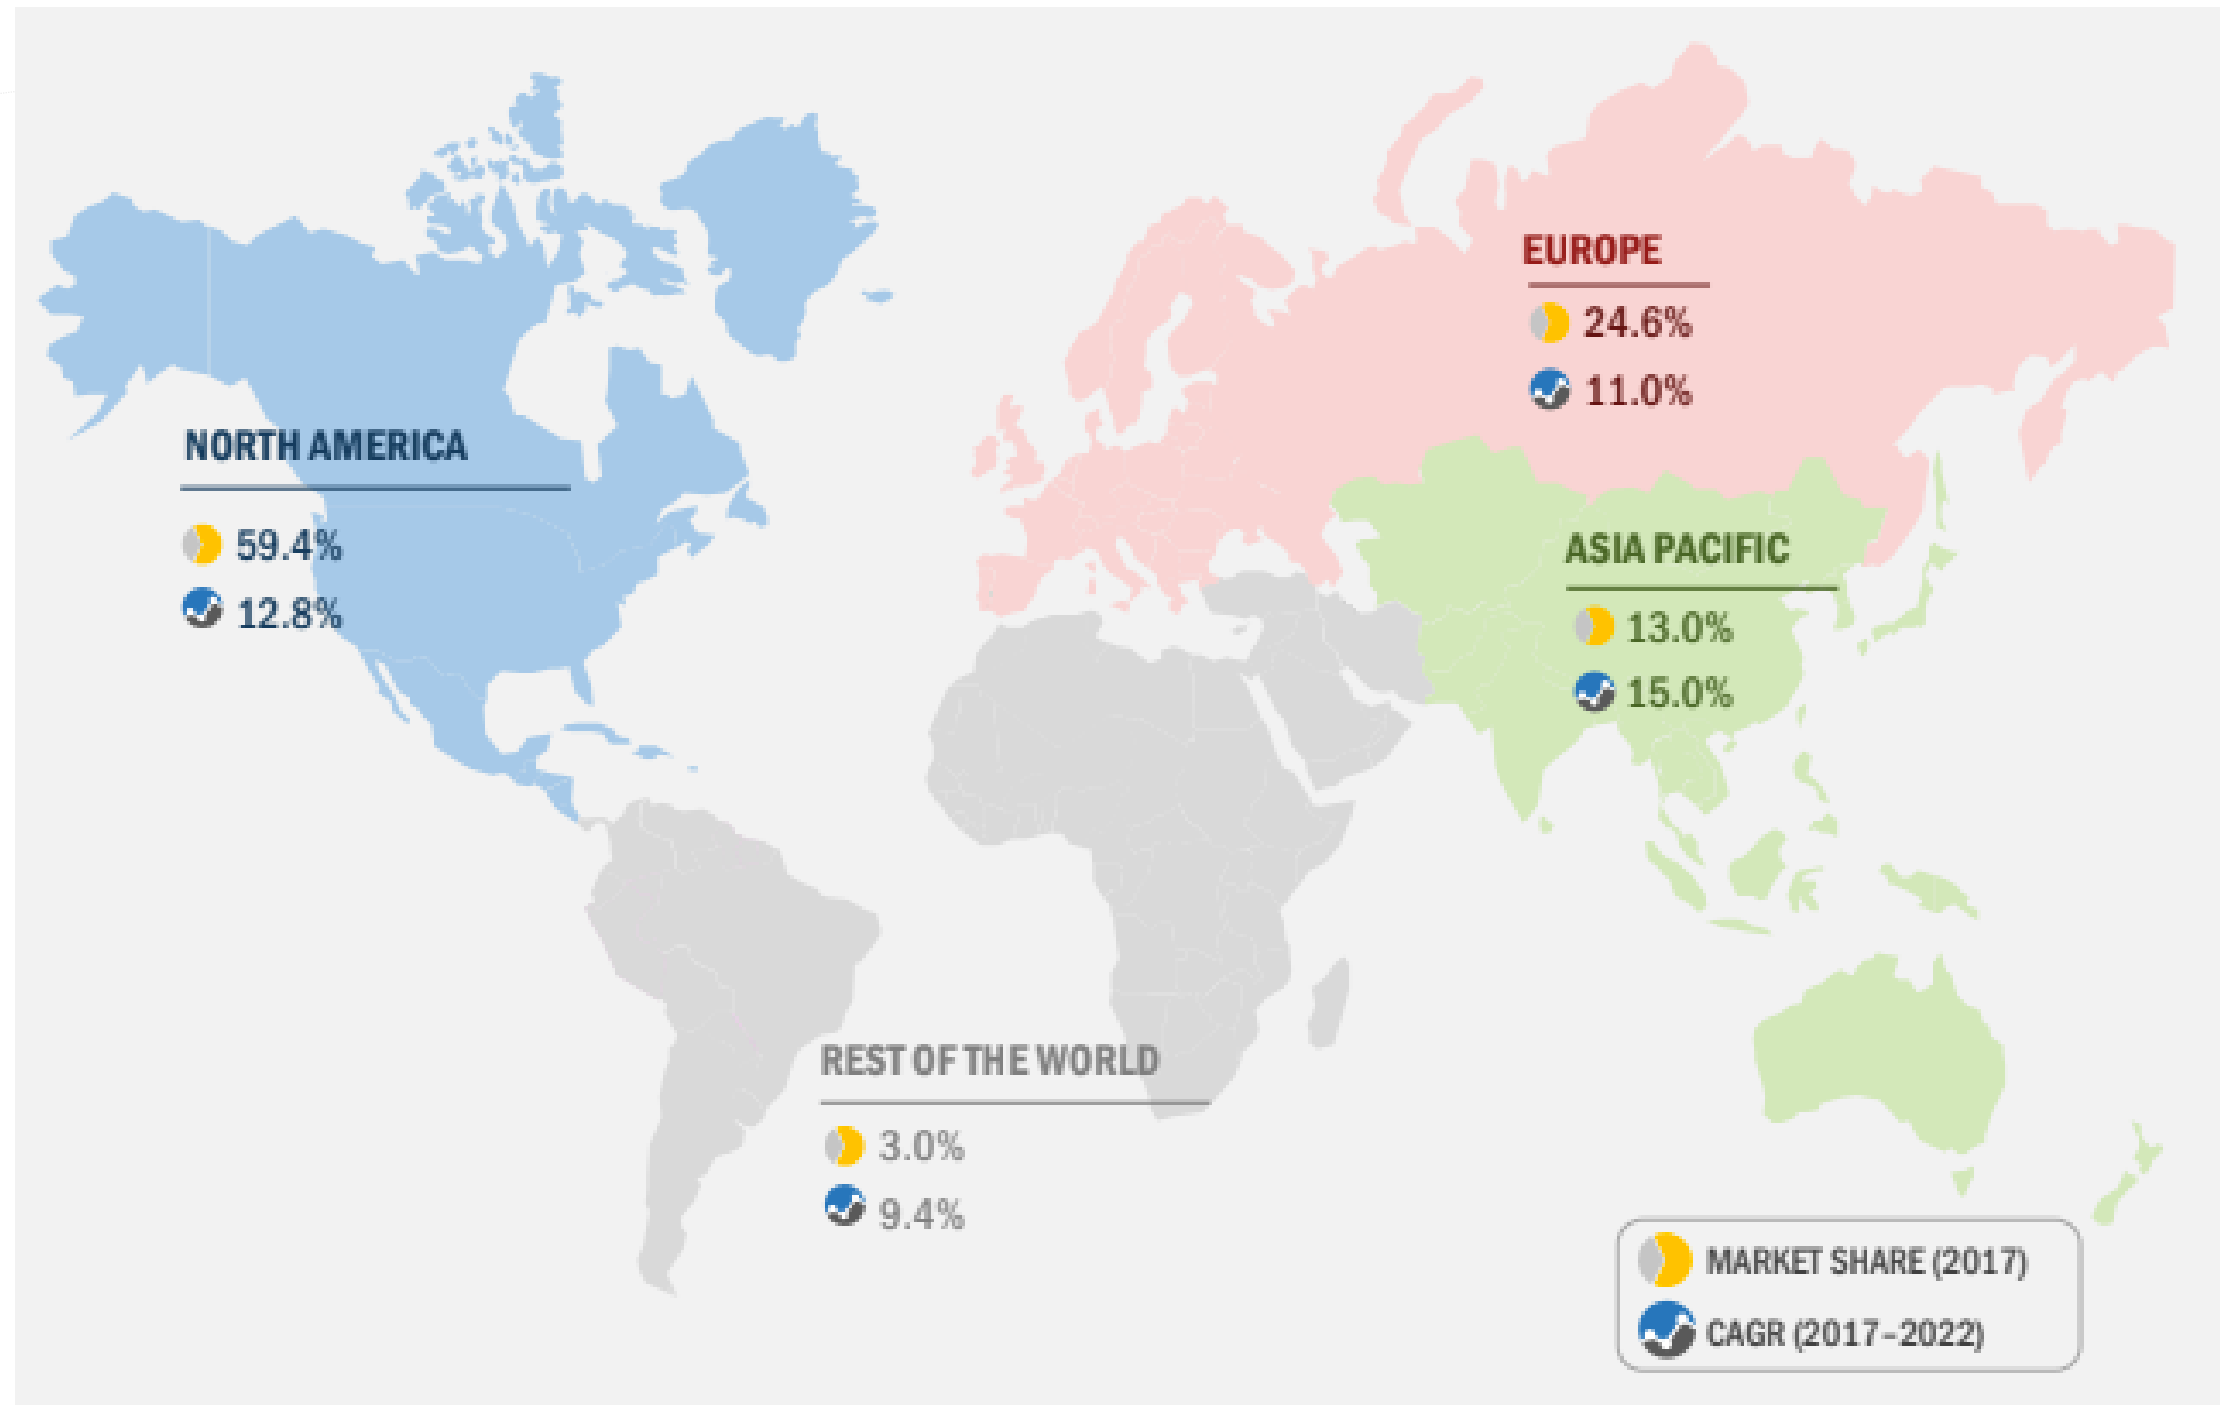 EUROPE
24.6%
11.0%
NORTH AMERICA
59.4%
12.8%
ASIA PACIFIC
13.0%
15.0%
REST OF THE WORLD
3.0%
9.4%
MARKET SHARE (2017)
CAGR (2017-2022)